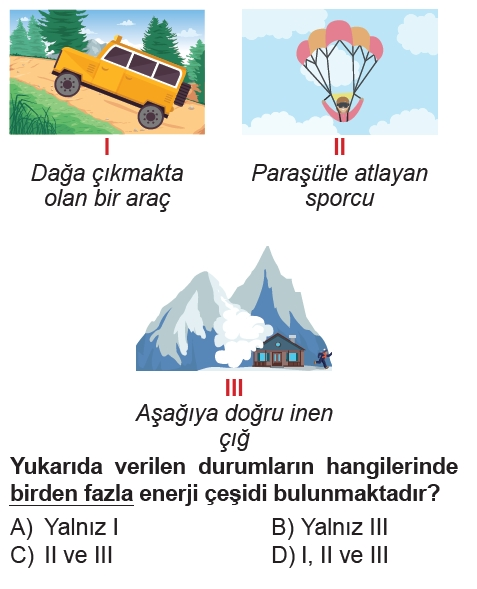 I
Dağa çıkmakta
olan bir araç
II
Paraşütle atlayan
sporcu
III
Aşağıya doğru inen
çığ
Yukarıda verilen durumların hangilerinde
birden fazla enerji çeşidi bulunmaktadır?
A) Yalnız I
B) Yalnız III
C) II ve III
D) I, II ve III